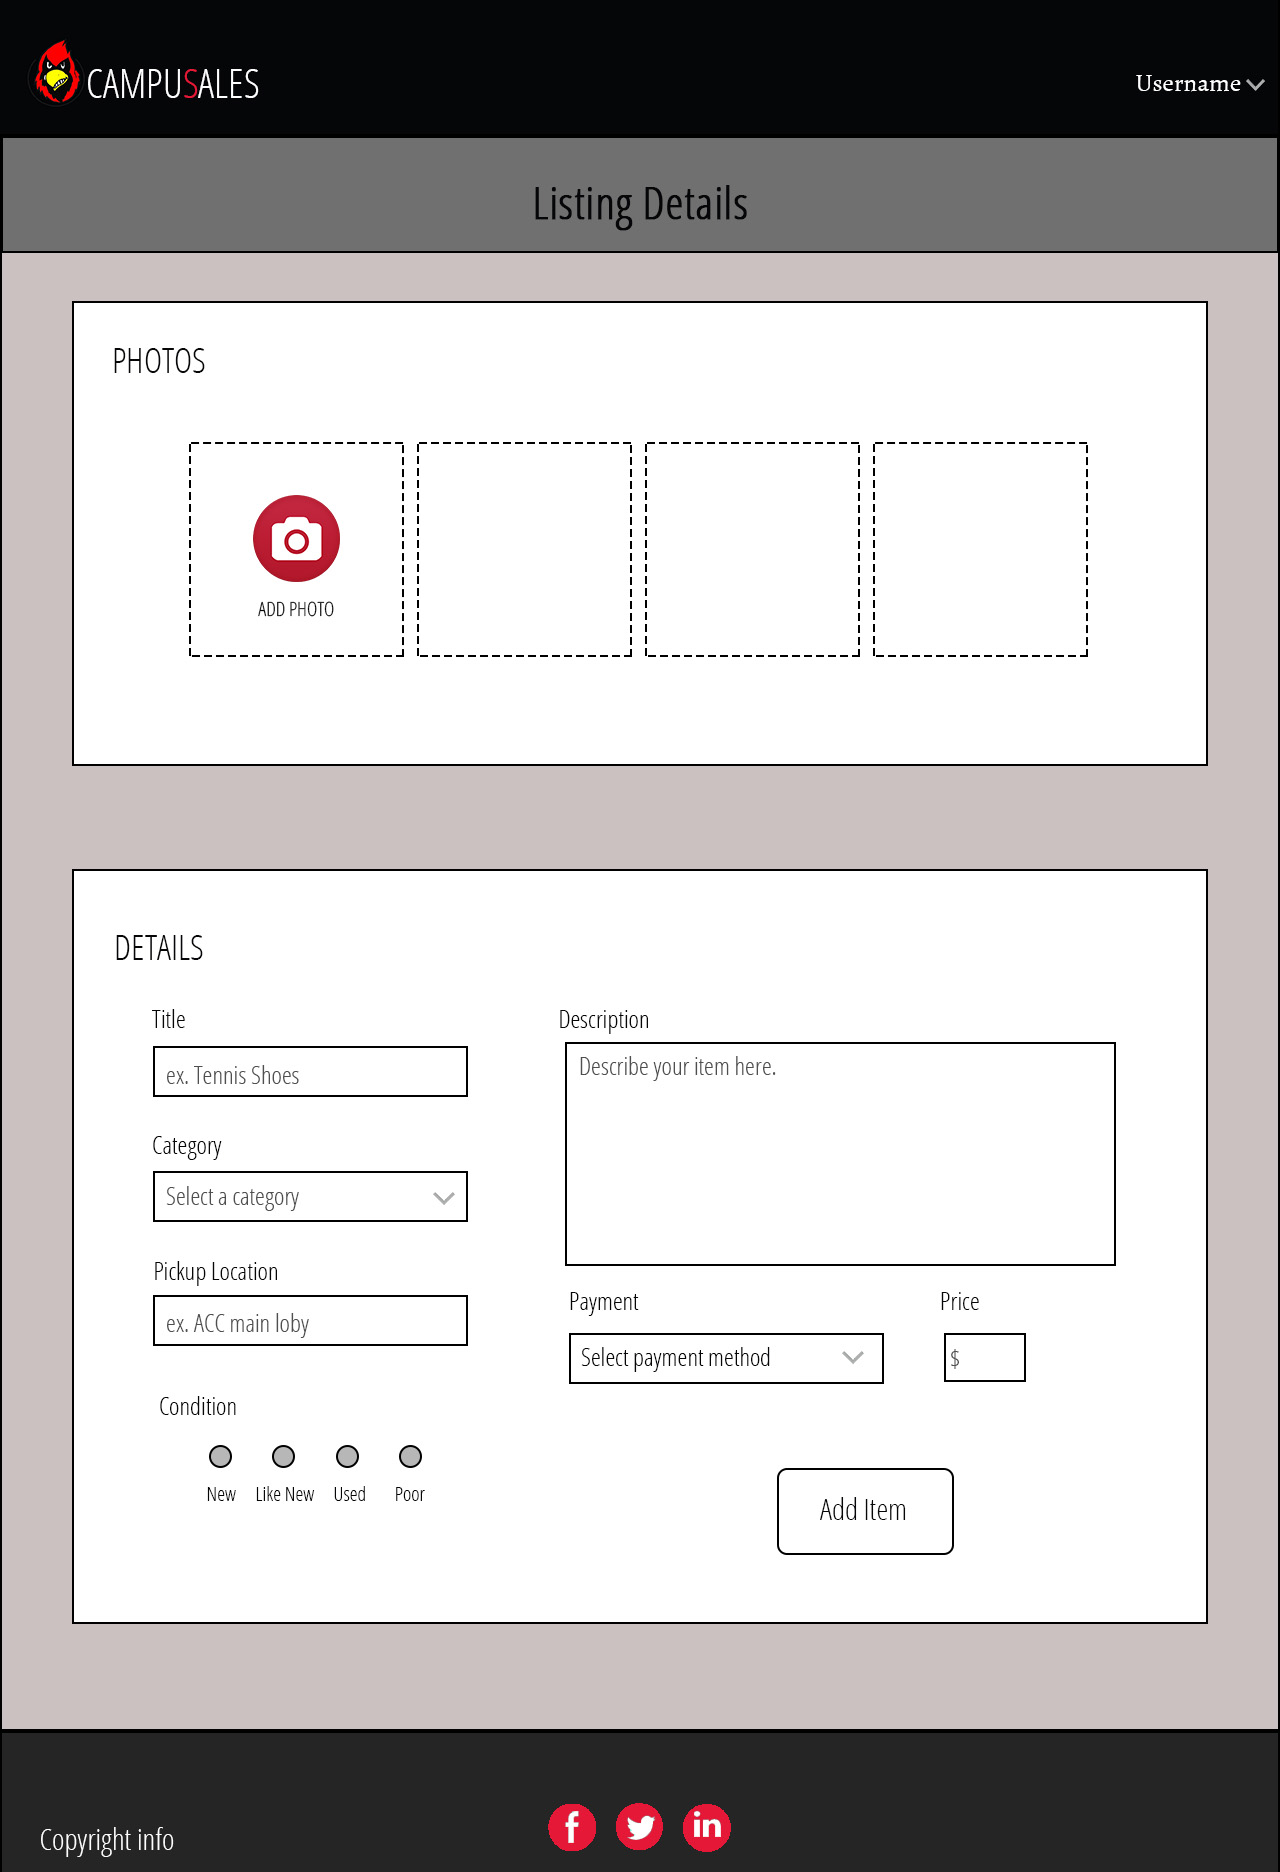 CAMPUSALES
Username
Listing Details
PHOTOS
ADD PHOTO
DETAILS
Title
ex. Tennis Shoes
Category
Select a category
Pickup Location
ex. ACC main loby
Condition
New Like New Used Poor
Description
Describe your item here.
Payment
Select payment method
Price
$
Add Item
Copyright info
f
in